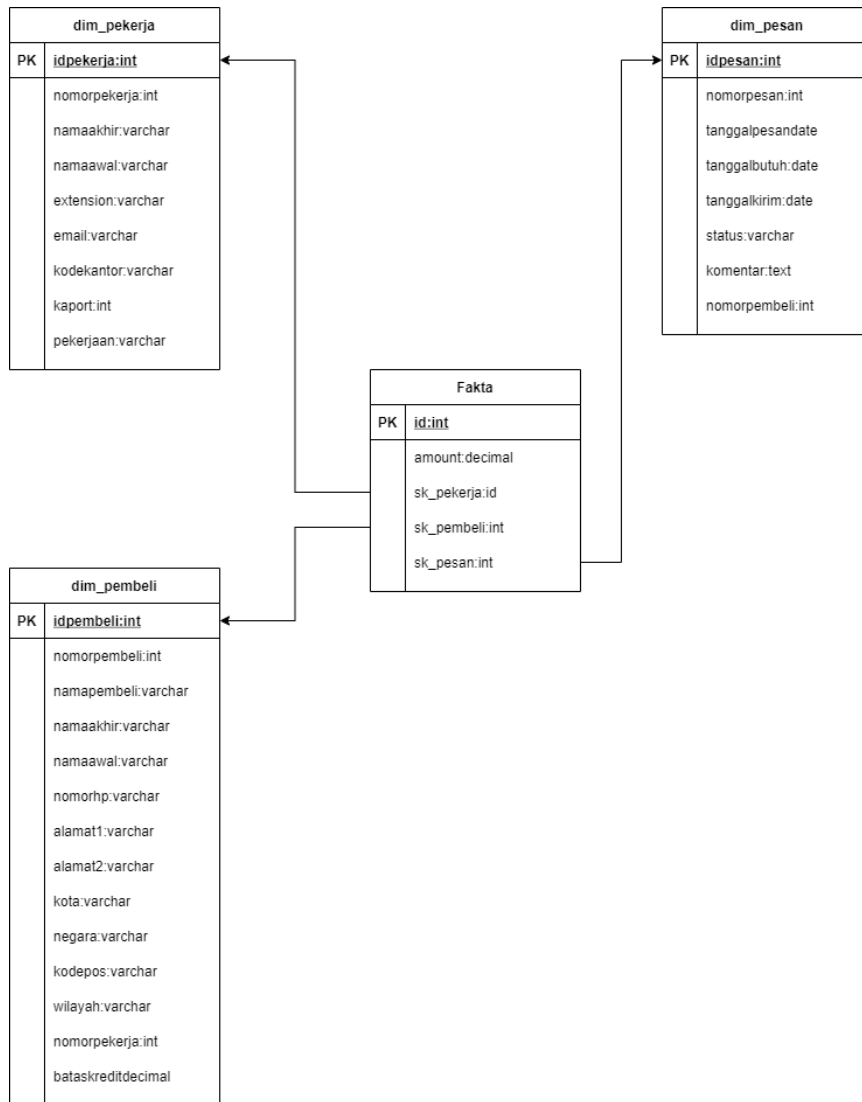 dim_pekerja
PK idpekerja:int
nomorpekerja:int
namaakhir:varchar
namaawal:varchar
extension:varchar
email:varchar
kodekantor:varchar
kaport:int
pekerjaan:varchar
dim_pesan
PK idpesan:int
nomorpesan:int
tanggalpesandate
tanggalbutuh:date
tanggalkirim:date
status:varchar
komentar:text
nomorpembeli:int
Fakta
PK id:int
amount:decimal
sk_pekerja:id
sk_pembeli:int
sk_pesan:int
dim_pembeli
PK idpembeli:int
nomorpembeli:int
namapembeli:varchar
namaakhir:varchar
namaawal:varchar
nomorhp:varchar
alamat1:varchar
alamat2:varchar
kota:varchar
negara:varchar
kodepos:varchar
wilayah:varchar
nomorpekerja:int
bataskreditdecimal